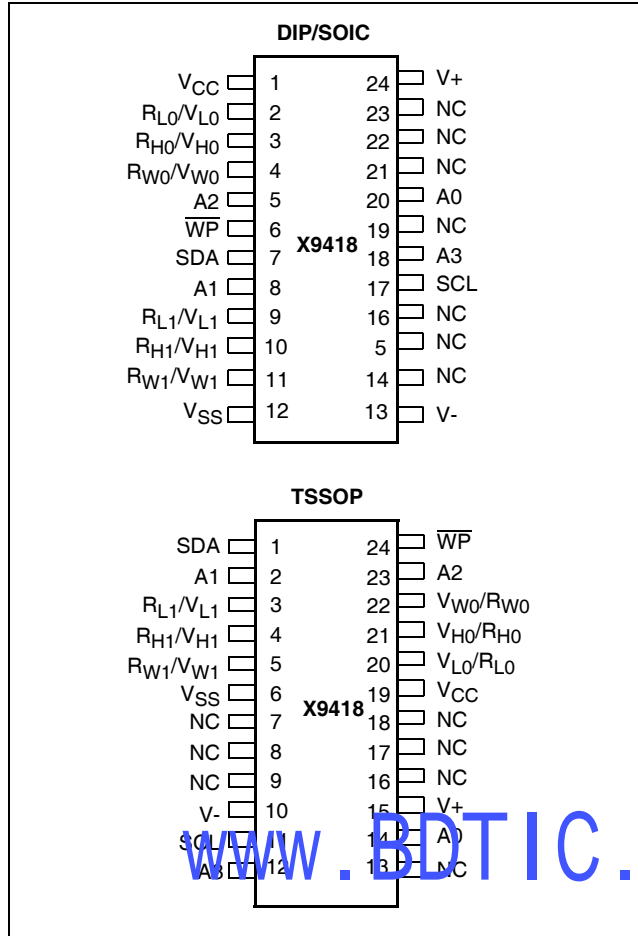 DIP/SOIC
VCC 1 24 V+
RL0/VL0 2 23 NC
RH0/VH0 3 22 NC
RW0/VW0 4 21 NC
A2 5 20 A0
WP 6 19 NC
X9418
SDA 7 18 A3
A1 8 17 SCL
RL1/VL1 9 16 NC
RH1/VH1 10 5 NC
RW1/VW1 11 14 NC
VSS 12 13 V-
TSSOP
SDA 1 24 WP
A1 2 23 A2
RL1/VL1 3 22 VW0/RW0
RH1/VH1 4 21 VH0/RH0
RW1/VW1 5 20 VL0/RL0
VSS 6 19 VCC
X9418
NC 7 18 NC
NC 8 17 NC
NC 9 16 NC
V- 10 15 V+
SCL 11 14 A0
A3 12 13 NC
www.BDTIC.